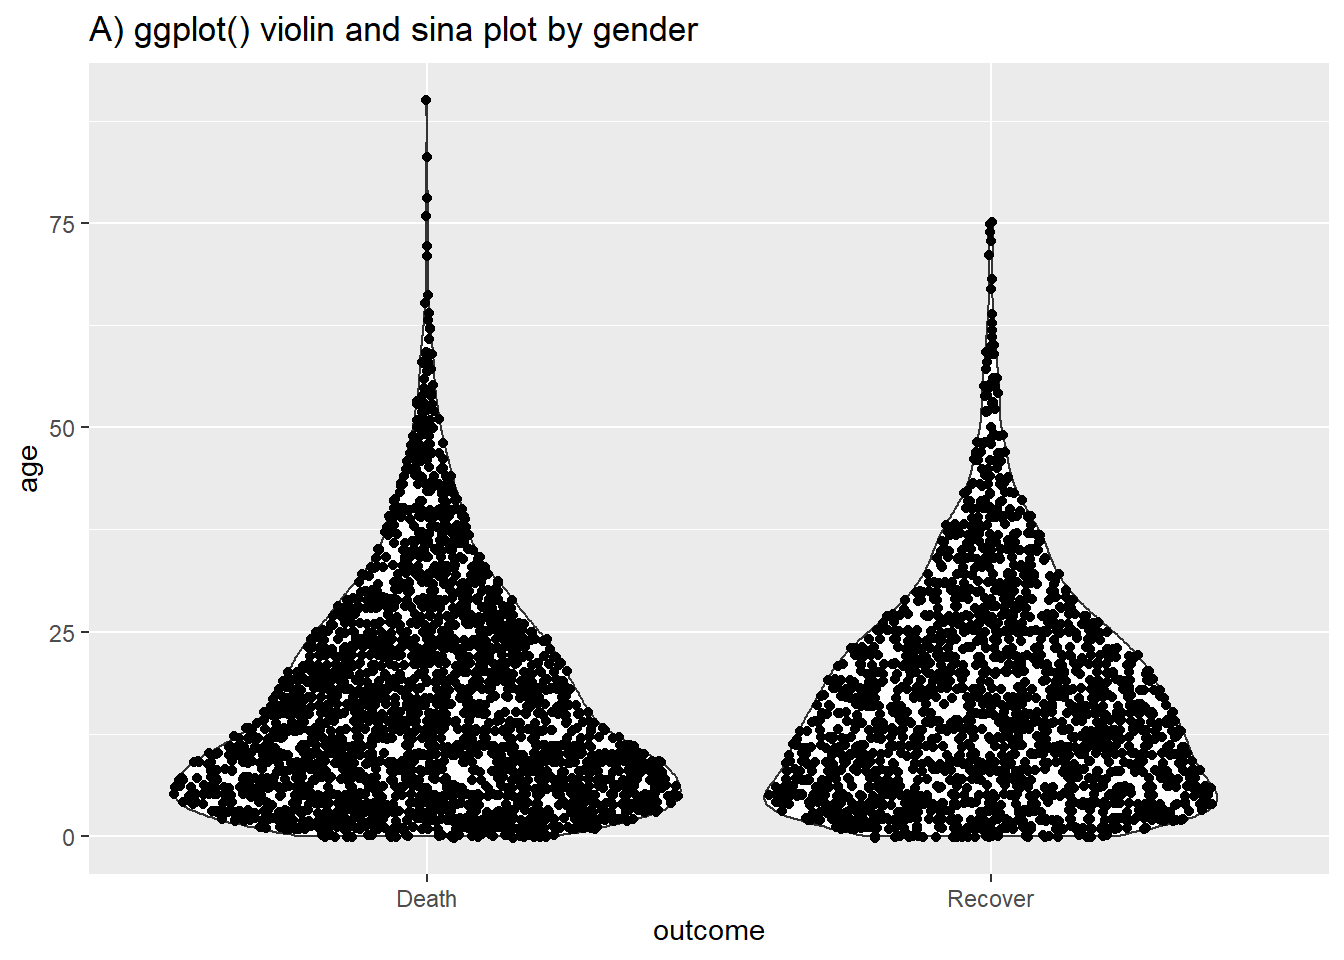 A) ggplot() violin and sina plot by gender
75
50
25
0
age
Death
Recover
outcome